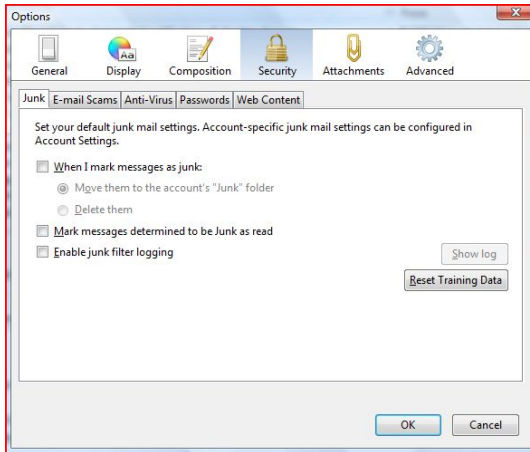 Options
General Display Composition Security Attachments Advanced
Junk E-mail Scams Anti-Virus Passwords Web Content
Set your default junk mail settings. Account-specific junk mail settings can be configured in
Account Settings.
When I mark messages as junk:
Move them to the account's "Junk" folder
Delete them
Mark messages determined to be Junk as read
Enable junk filter logging
Show log
Reset Training Data
OK Cancel